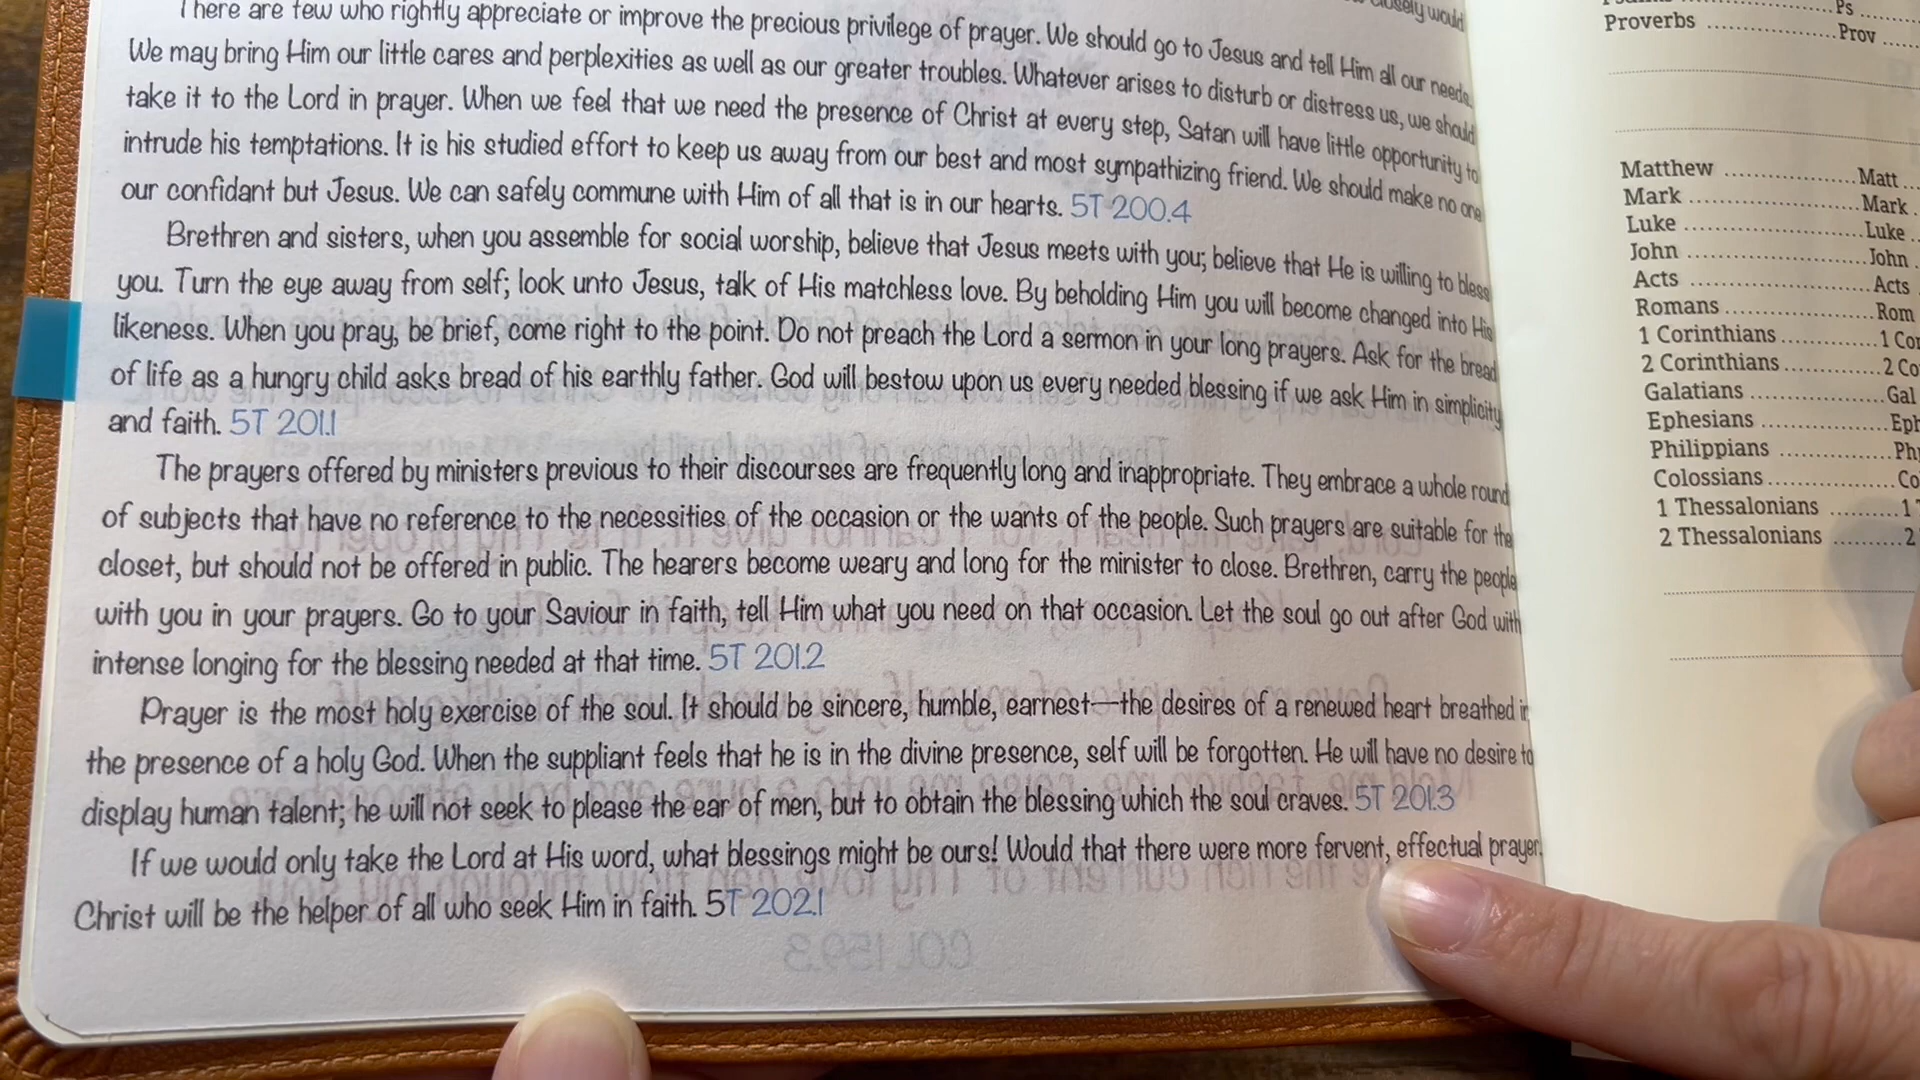 closely would
There are few who rightly appreciate or improve the precious privilege of prayer. We should go to Jesus and tell Him all our needs.
We may bring Him our little cares and perplexities as well as our greater troubles. Whatever arises to disturb or distress us, we should
take it to the Lord in prayer. When we feel that we need the presence of Christ at every step, Satan will have little opportunity to
intrude his temptations. It is his studied effort to keep us away from our best and most sympathizing friend. We should make no one
our confidant but Jesus. We can safely commune with Him of all that is in our hearts. 5T 200.4
Brethren and sisters, when you assemble for social worship, believe that Jesus meets with you; believe that He is willing to bless
you. Turn the eye away from self; look unto Jesus, talk of His matchless love. By beholding Him you will become changed into His
likeness. When you pray, be brief, come right to the point. Do not preach the Lord a sermon in your long prayers. Ask for the bread
of life as a hungry child asks bread of his earthly father. God will bestow upon us every needed blessing if we ask Him in simplicity
and faith. 5T 201.1
The prayers offered by ministers previous to their discourses are frequently long and inappropriate. They embrace a whole round
of subjects that have no reference to the necessities of the occasion or the wants of the people. Such prayers are suitable for the
closet, but should not be offered in public. The hearers become weary and long for the minister to close. Brethren, carry the people
with you in your prayers. Go to your Saviour in faith, tell Him what you need on that occasion. Let the soul go out after God with
intense longing for the blessing needed at that time. 5T 201.2
Prayer is the most holy exercise of the soul. It should be sincere, humble, earnest—the desires of a renewed heart breathed in
the presence of a holy God. When the suppliant feels that he is in the divine presence, self will be forgotten. He will have no desire to
display human talent; he will not seek to please the ear of men, but to obtain the blessing which the soul craves. 5T 201.3
If we would only take the Lord at His word, what blessings might be ours! Would that there were more fervent, effectual prayer.
Christ will be the helper of all who seek Him in faith. 5T 202.1
Ps
Proverbs ........ Prov ....
Matthew ........ Matt ...
Mark ........ Mark .
Luke ........ Luke ..
John ........ John .
Acts ........ Acts
Romans ........ Rom
1 Corinthians ........ 1 Cor
2 Corinthians ........ 2 Co
Galatians ........ Gal
Ephesians ........ Eph
Philippians ........ Ph
Colossians ........ Co
1 Thessalonians ........ 1
2 Thessalonians ........ 2